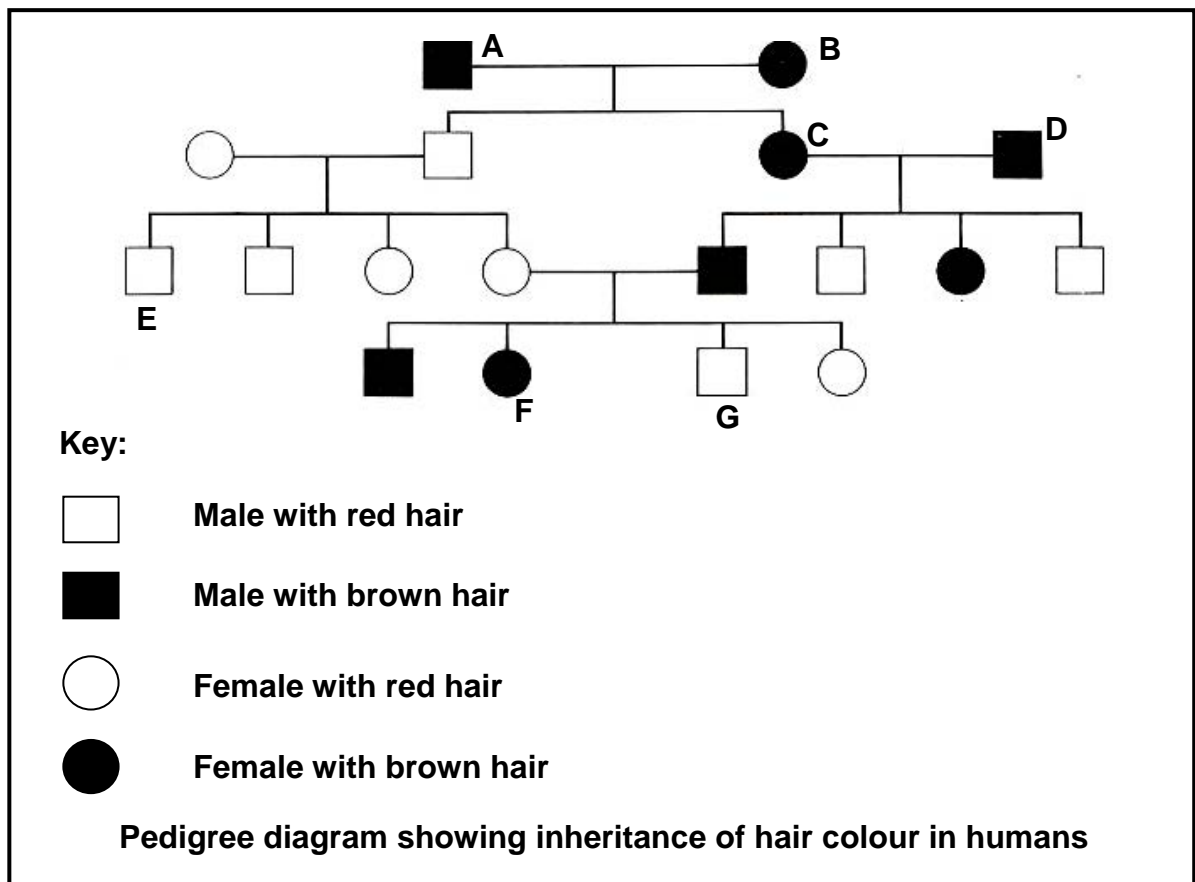 A
B
C
D
E
F
G
Key:
Male with red hair
Male with brown hair
Female with red hair
Female with brown hair
Pedigree diagram showing inheritance of hair colour in humans